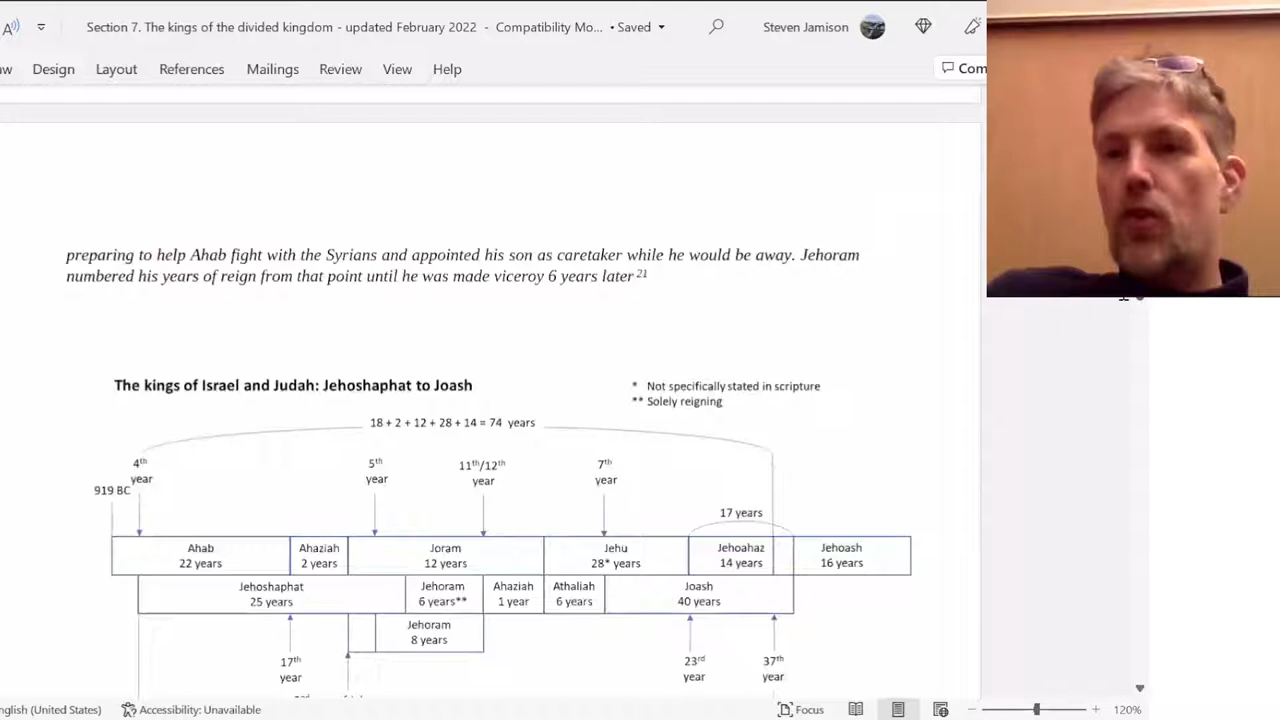 Section 7. The kings of the divided kingdom - updated February 2022 - Compatibility Mo... • Saved
Steven Jamison
Design Layout References Mailings Review View Help
Com
preparing to help Ahab fight with the Syrians and appointed his son as caretaker while he would be away. Jehoram
numbered his years of reign from that point until he was made viceroy 6 years later 21
The kings of Israel and Judah: Jehoshaphat to Joash
* Not specifically stated in scripture
** Solely reigning
18 + 2 + 12 + 28 + 14 = 74 years
4th year
5th year
11th/12th year
7th year
919 BC
17 years
Ahab 22 years
Ahaziah 2 years
Joram 12 years
Jehu 28* years
Jehoahaz 14 years
Jehoash 16 years
Jehoshaphat 25 years
Jehoram 6 years**
Ahaziah 1 year
Athaliah 6 years
Joash 40 years
Jehoram 8 years
17th year
23rd year
37th year
nglish (United States) Accessibility: Unavailable Focus 120%